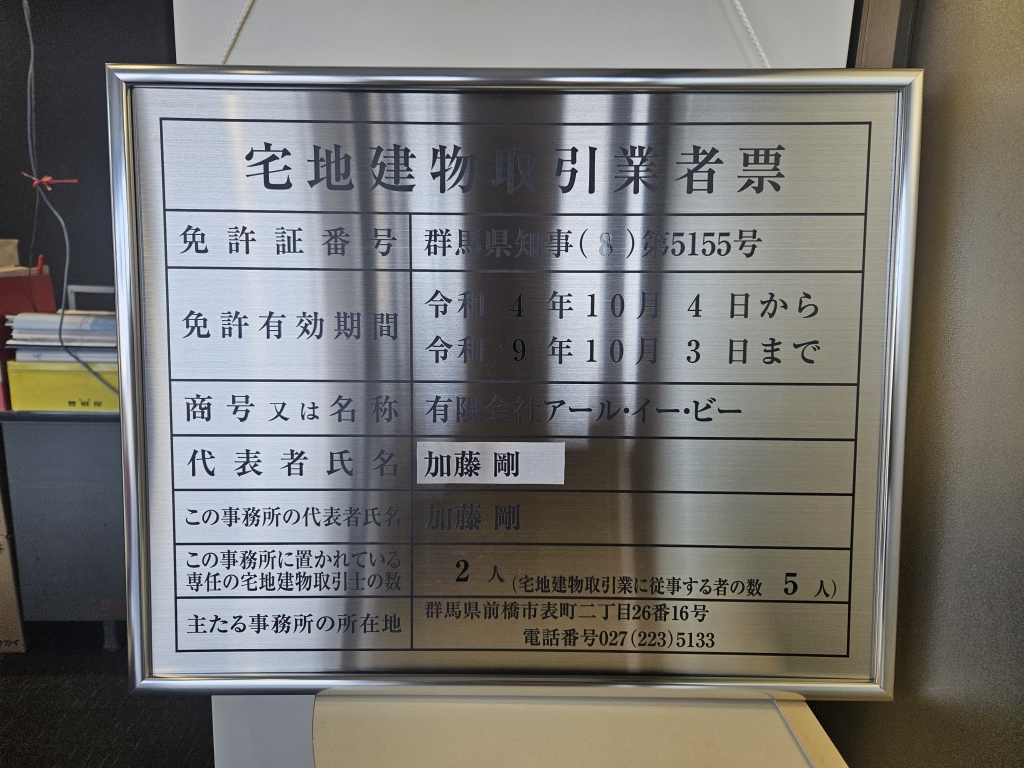 宅地建物取引業者票
免許証番号 群馬県知事(8)第5155号
免許有効期間 令和 4 年10月 4 日から
令和 9 年10月 3 日まで
商号又は名称 有限会社アール・イー・ビー
代表者氏名 加藤 剛
この事務所の代表者氏名 加藤 剛
この事務所に置かれている
専任の宅地建物取引士の数 2 人 (宅地建物取引業に従事する者の数 5 人)
主たる事務所の所在地 群馬県前橋市表町二丁目26番16号
電話番号027(223)5133